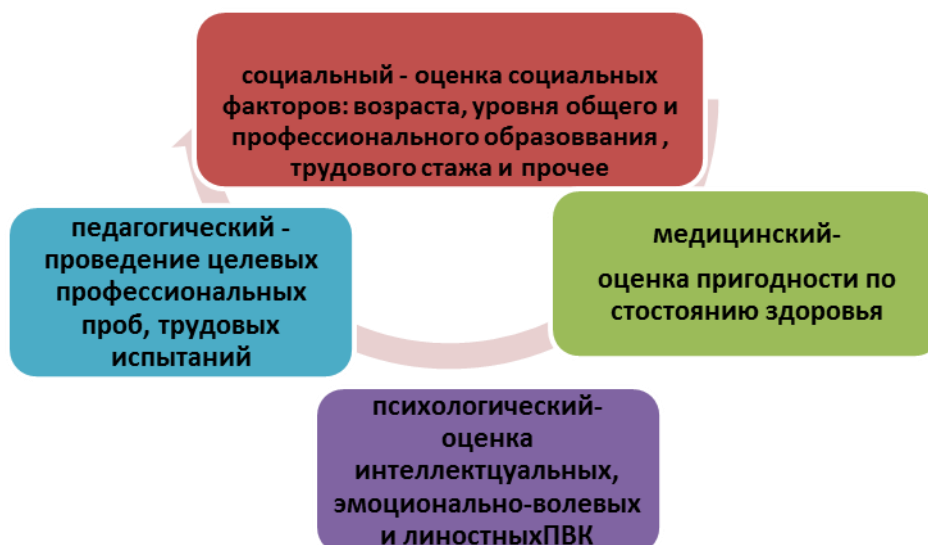 социальный - оценка социальных
факторов: возраста, уровня общего и
профессионального образоввания ,
трудового стажа и прочее
медицинский-
оценка пригодности по
стостоянию здоровья
психологический-
оценка
интеллектцуальных,
эмоционально-волевых
и линостныхПВК
педагогический -
проведение целевых
профессиональных
проб, трудовых
испытаний